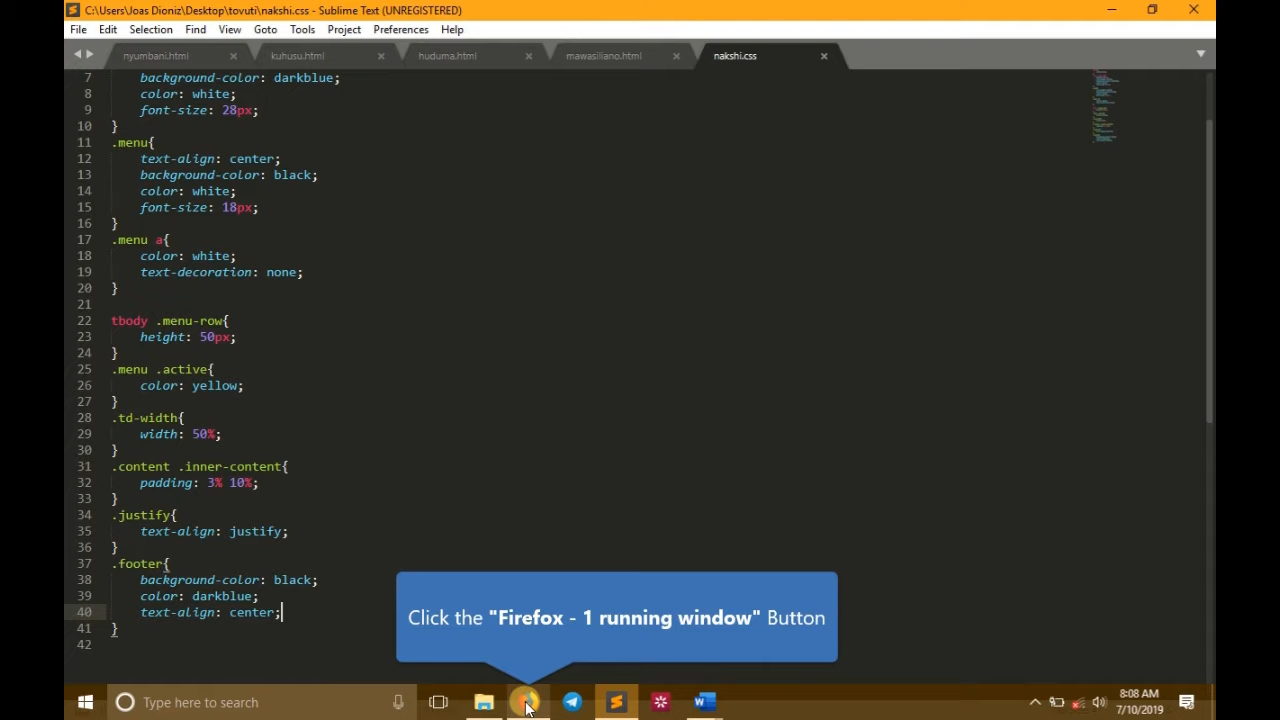 C:\Users\Joas Dioniz\Desktop\tovuti\nakshi.css - Sublime Text (UNREGISTERED)
File Edit Selection Find View Goto Tools Project Preferences Help
nyumbani.html kuhusu.html huduma.html mawasiliano.html nakshi.css
7 background-color: darkblue;
8 color: white;
9 font-size: 28px;
10 }
11 .menu{
12 text-align: center;
13 background-color: black;
14 color: white;
15 font-size: 18px;
16 }
17 .menu a{
18 color: white;
19 text-decoration: none;
20 }
21
22 tbody .menu-row{
23 height: 50px;
24 }
25 .menu .active{
26 color: yellow;
27 }
28 .td-width{
29 width: 50%;
30 }
31 .content .inner-content{
32 padding: 3% 10%;
33 }
34 .justify{
35 text-align: justify;
36 }
37 .footer{
38 background-color: black;
39 color: darkblue;
40 text-align: center;
41 }
42
Click the "Firefox - 1 running window" Button
Type here to search
8:08 AM
7/10/2019